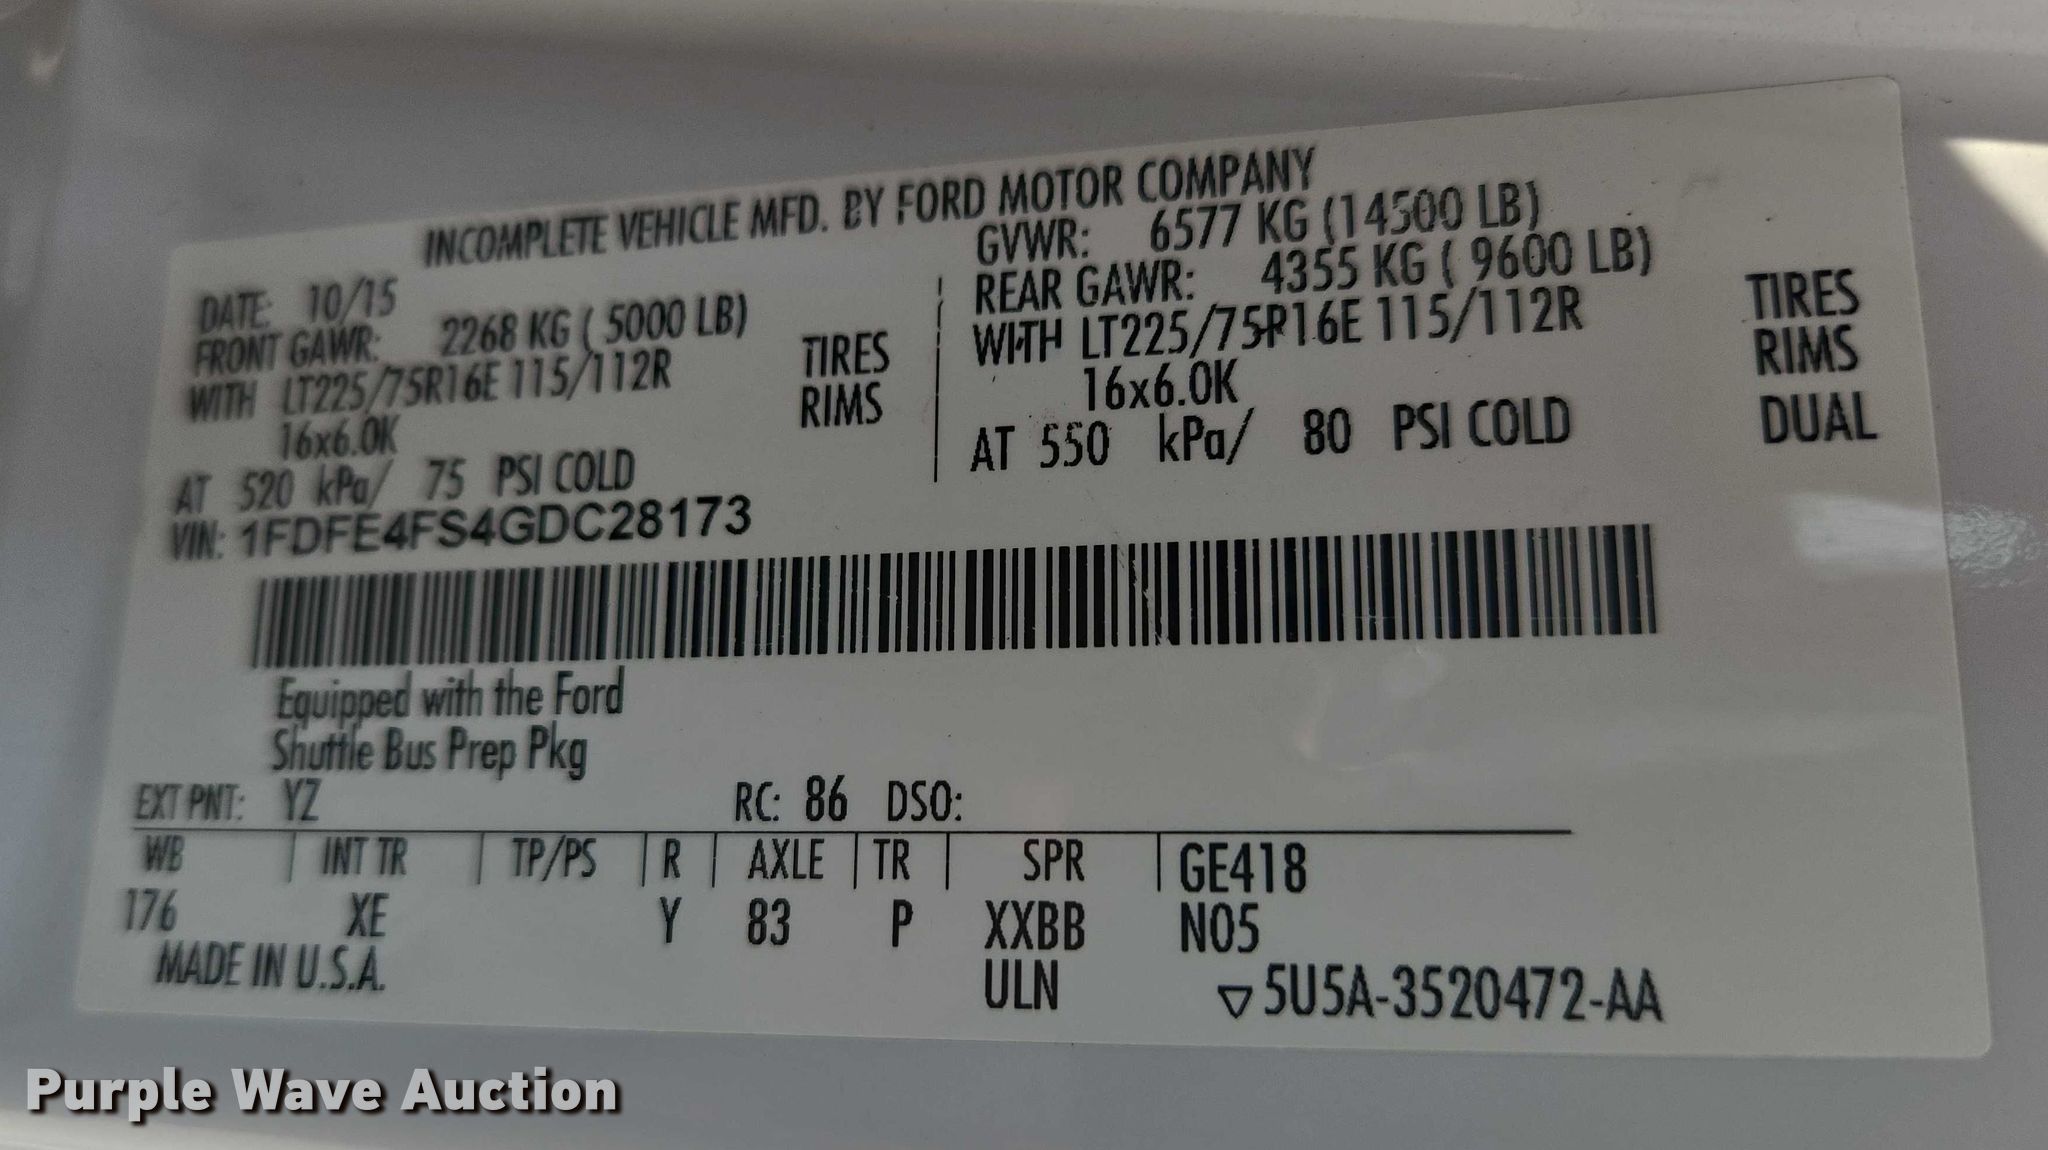 INCOMPLETE VEHICLE MFD. BY FORD MOTOR COMPANY
DATE: 10/15
FRONT GAWR: 2268 KG ( 5000 LB)
WITH LT225/75R16E 115/112R TIRES
16x6.0K RIMS
AT 520 kPa/ 75 PSI COLD
GVWR: 6577 KG (14500 LB)
REAR GAWR: 4355 KG ( 9600 LB)
WITH LT225/75R16E 115/112R TIRES
16x6.0K RIMS
AT 550 kPa/ 80 PSI COLD DUAL
VIN: 1FDFE4FS4GDC28173
Equipped with the Ford
Shuttle Bus Prep Pkg
EXT PNT: YZ RC: 86 DSO:
WB | INT TR | TP/PS | R | AXLE | TR | SPR | GE418
176 XE Y 83 P XXBB N05
MADE IN U.S.A. ULN ▽5U5A-3520472-AA
Purple Wave Auction